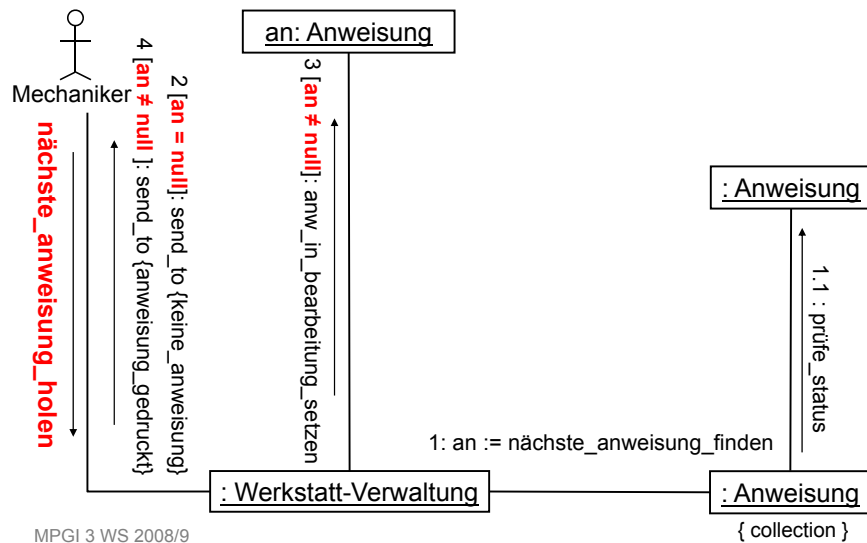 an: Anweisung
Mechaniker
nächste_anweisung_holen
4 [an ≠ null ]: send_to {anweisung_gedruckt}
2 [an = null]: send_to {keine_anweisung}
3 [an ≠ null]: anw_in_bearbeitung_setzen
: Anweisung
1.1 : prüfe_status
1: an := nächste_anweisung_finden
: Werkstatt-Verwaltung
: Anweisung
{ collection }
MPGI 3 WS 2008/9